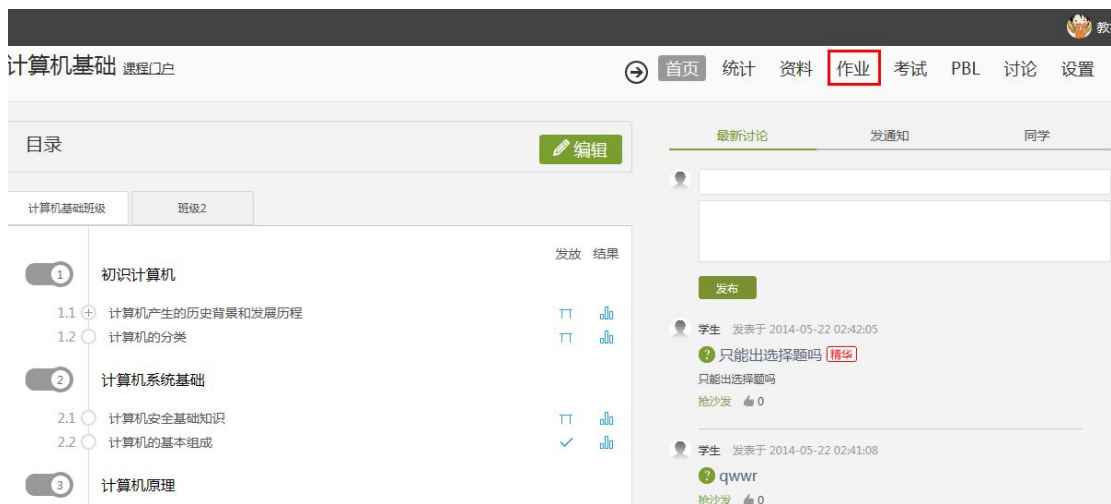 教
计算机基础 课程门户
首页 统计 资料 作业 考试 PBL 讨论 设置
目录
编辑
计算机基础班级 班级2
发放 结果
1 初识计算机
1.1 计算机产生的历史背景和发展历程
1.2 计算机的分类
2 计算机系统基础
2.1 计算机安全基础知识
2.2 计算机的基本组成
3 计算机原理
最新讨论 发通知 同学
发布
学生 发表于 2014-05-22 02:42:05
? 只能出选择题吗 精华
只能出选择题吗
抢沙发 0
学生 发表于 2014-05-22 02:41:08
? qwwr
抢沙发 0